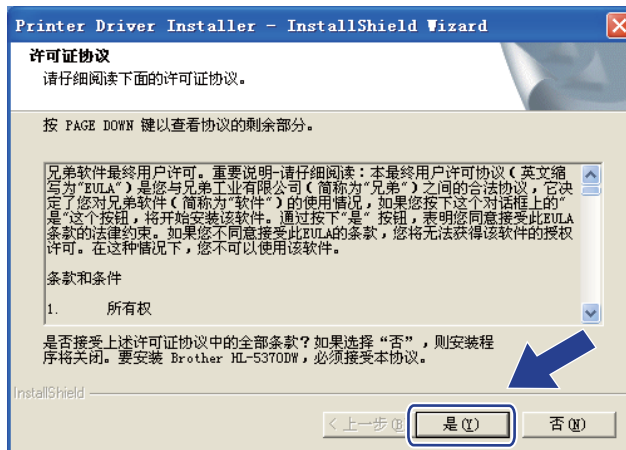 Printer Driver Installer - InstallShield Wizard
许可证协议
请仔细阅读下面的许可证协议。
按 PAGE DOWN 键以查看协议的剩余部分。
兄弟软件最终用户许可。重要说明-请仔细阅读：本最终用户许可协议（英文缩
写为"EULA"）是您与兄弟工业有限公司（简称为"兄弟"）之间的合法协议，它决
定了您对兄弟软件（简称为"软件"）的使用情况，如果您按下这个对话框上的"
是"这个按钮，将开始安装该软件。通过按下"是" 按钮，表明您同意接受此EULA
条款的法律约束。如果您不同意接受此EULA的条款，您将无法获得该软件的授权
许可。在这种情况下，您不可以使用该软件。
条款和条件
1. 所有权
是否接受上述许可证协议中的全部条款？如果选择“否”，则安装程
序将关闭。要安装 Brother HL-5370DW，必须接受本协议。
InstallShield
< 上一步(B 是(Y) 否(N)